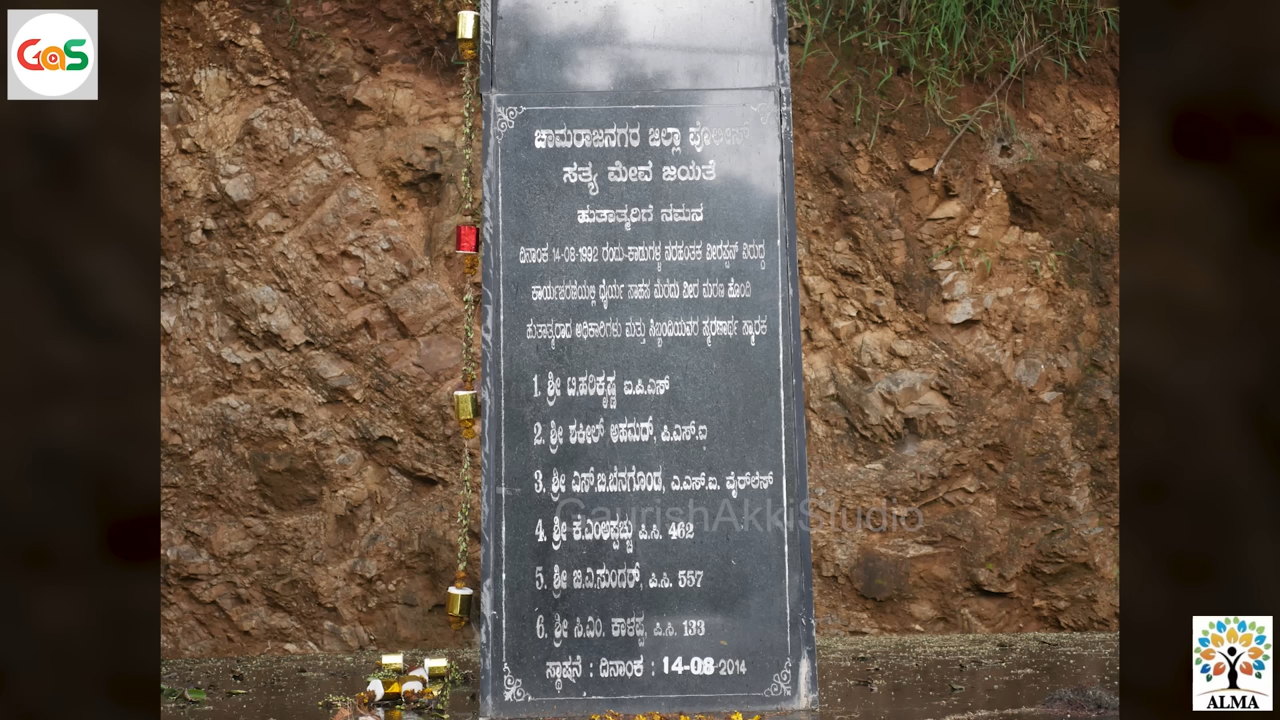 GaS
ಚಾಮರಾಜನಗರ ಜಿಲ್ಲಾ ಪೊಲೀಸ್
ಸತ್ಯ ಮೇವ ಜಯತೆ
ಹುತಾತ್ಮರಿಗೆ ನಮನ
ದಿನಾಂಕ 14-08-1992 ರಂದು-ಕಾಡುಗಳ್ಳ ನರಹಂತಕ ವೀರಪ್ಪನ್ ವಿರುದ್ಧ
ಕಾರ್ಯಾಚರಣೆಯಲ್ಲಿ ಧೈರ್ಯ ಸಾಹಸ ಮೆರೆದು ವೀರ ಮರಣ ಹೊಂದಿ
ಹುತಾತ್ಮರಾದ ಅಧಿಕಾರಿಗಳು ಮತ್ತು ಸಿಬ್ಬಂದಿಯವರ ಸ್ಮರಣಾರ್ಥ ಸ್ಮಾರಕ
1. ಶ್ರೀ ಟಿ.ಹರಿಕೃಷ್ಣ ಐ.ಪಿ.ಎಸ್
2. ಶ್ರೀ ಶಕೀಲ್ ಅಹಮದ್, ಪಿ.ಎಸ್.ಐ
3. ಶ್ರೀ ಎಸ್.ಬಿ.ಬೆನಗೊಂಡ, ಎ.ಎಸ್.ಐ. ವೈರ್‌ಲೆಸ್
4. ಶ್ರೀ ಕೆ.ಎಂಅಪ್ಪಚ್ಚು ಪಿ.ಸಿ. 462
5. ಶ್ರೀ ಜಿ.ವಿ.ಸುಂದರ್, ಪಿ.ಸಿ. 557
6. ಶ್ರೀ ಸಿ.ಎಂ. ಕಾಳಪ್ಪ, ಪಿ.ಸಿ 133
ಸ್ಥಾಪನೆ : ದಿನಾಂಕ : 14-08-2014
GaurishAkkiStudio
ALMA